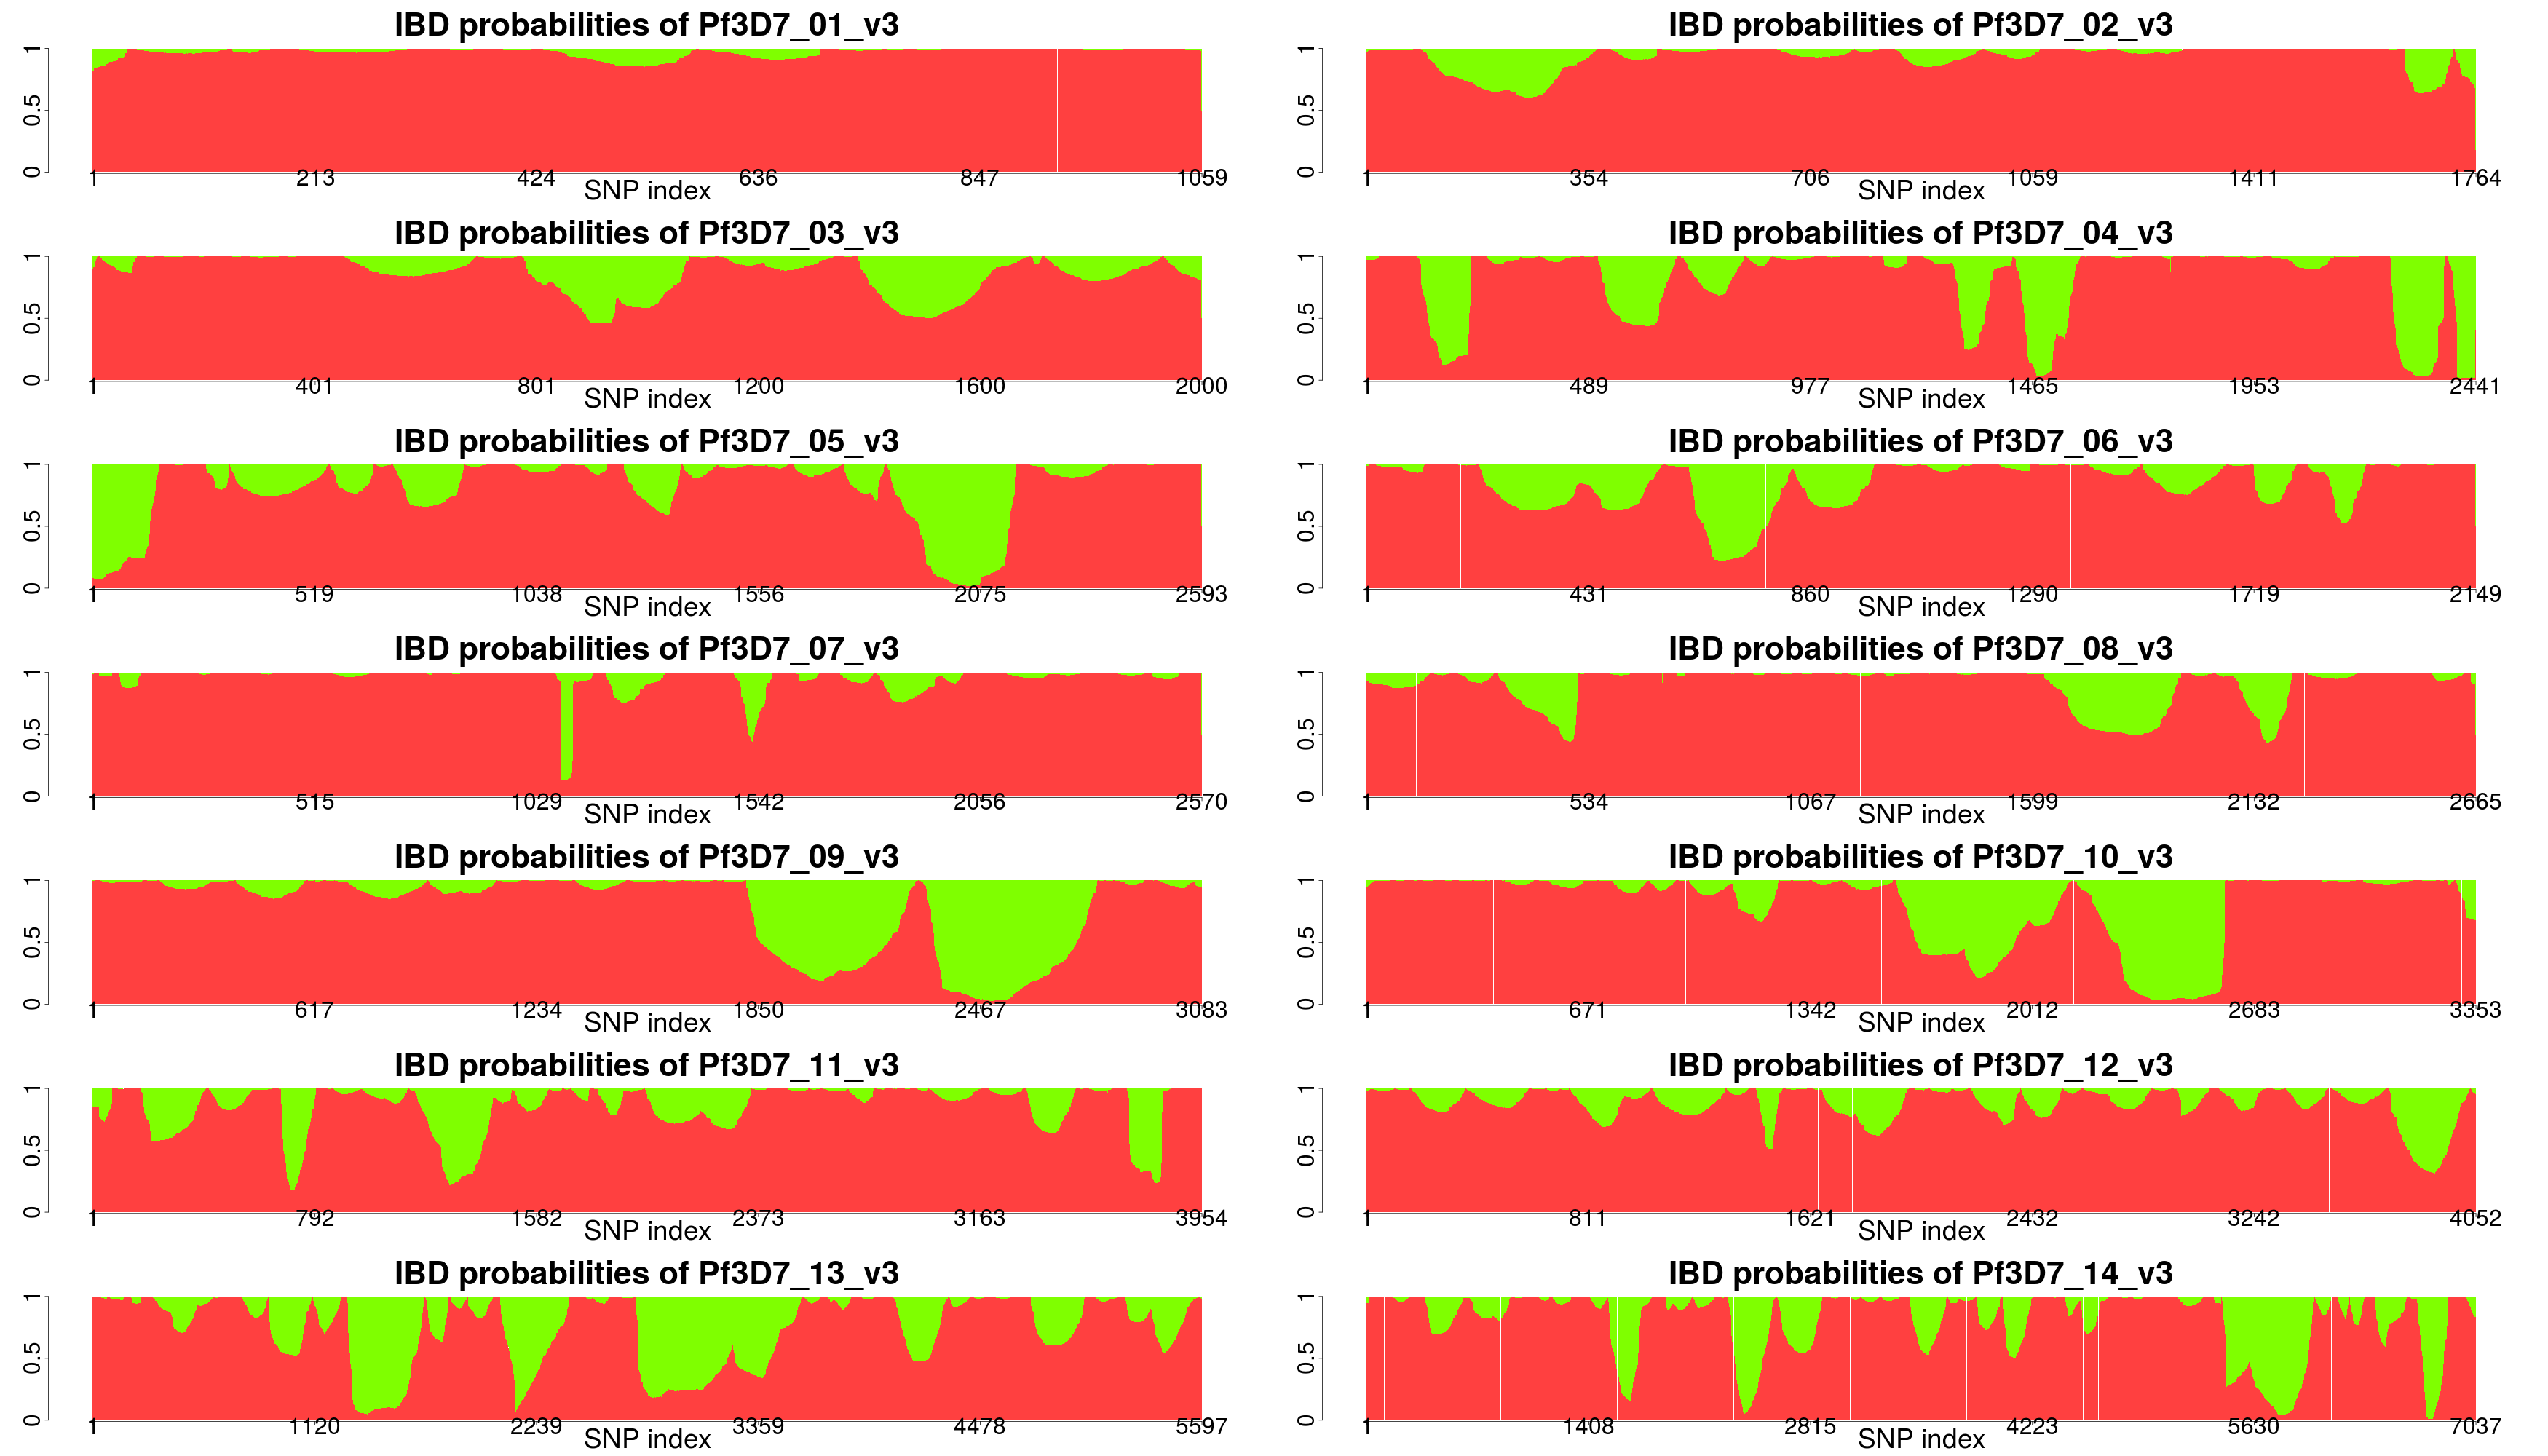 IBD probabilities of Pf3D7_01_v3
0 0.5 1
1 213 424 636 847 1059
SNP index
IBD probabilities of Pf3D7_02_v3
0 0.5 1
1 354 706 1059 1411 1764
SNP index
IBD probabilities of Pf3D7_03_v3
0 0.5 1
1 401 801 1200 1600 2000
SNP index
IBD probabilities of Pf3D7_04_v3
0 0.5 1
1 489 977 1465 1953 2441
SNP index
IBD probabilities of Pf3D7_05_v3
0 0.5 1
1 519 1038 1556 2075 2593
SNP index
IBD probabilities of Pf3D7_06_v3
0 0.5 1
1 431 860 1290 1719 2149
SNP index
IBD probabilities of Pf3D7_07_v3
0 0.5 1
1 515 1029 1542 2056 2570
SNP index
IBD probabilities of Pf3D7_08_v3
0 0.5 1
1 534 1067 1599 2132 2665
SNP index
IBD probabilities of Pf3D7_09_v3
0 0.5 1
1 617 1234 1850 2467 3083
SNP index
IBD probabilities of Pf3D7_10_v3
0 0.5 1
1 671 1342 2012 2683 3353
SNP index
IBD probabilities of Pf3D7_11_v3
0 0.5 1
1 792 1582 2373 3163 3954
SNP index
IBD probabilities of Pf3D7_12_v3
0 0.5 1
1 811 1621 2432 3242 4052
SNP index
IBD probabilities of Pf3D7_13_v3
0 0.5 1
1 1120 2239 3359 4478 5597
SNP index
IBD probabilities of Pf3D7_14_v3
0 0.5 1
1 1408 2815 4223 5630 7037
SNP index